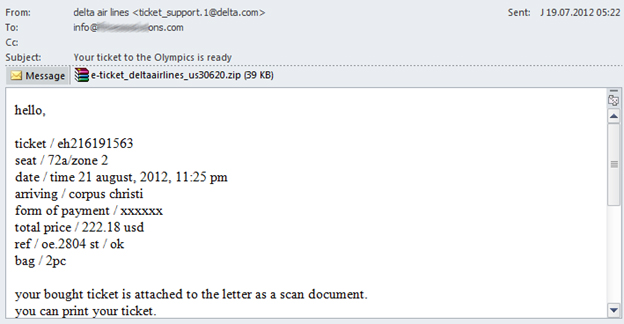 From: delta air lines <ticket_support.1@delta.com> Sent: J 19.07.2012 05:22
To: info@ons.com
Cc:
Subject: Your ticket to the Olympics is ready
Message e-ticket_deltaairlines_us30620.zip (39 KB)
hello,
ticket / eh216191563
seat / 72a/zone 2
date / time 21 august, 2012, 11:25 pm
arriving / corpus christi
form of payment / xxxxxx
total price / 222.18 usd
ref / oe.2804 st / ok
bag / 2pc
your bought ticket is attached to the letter as a scan document.
you can print your ticket.